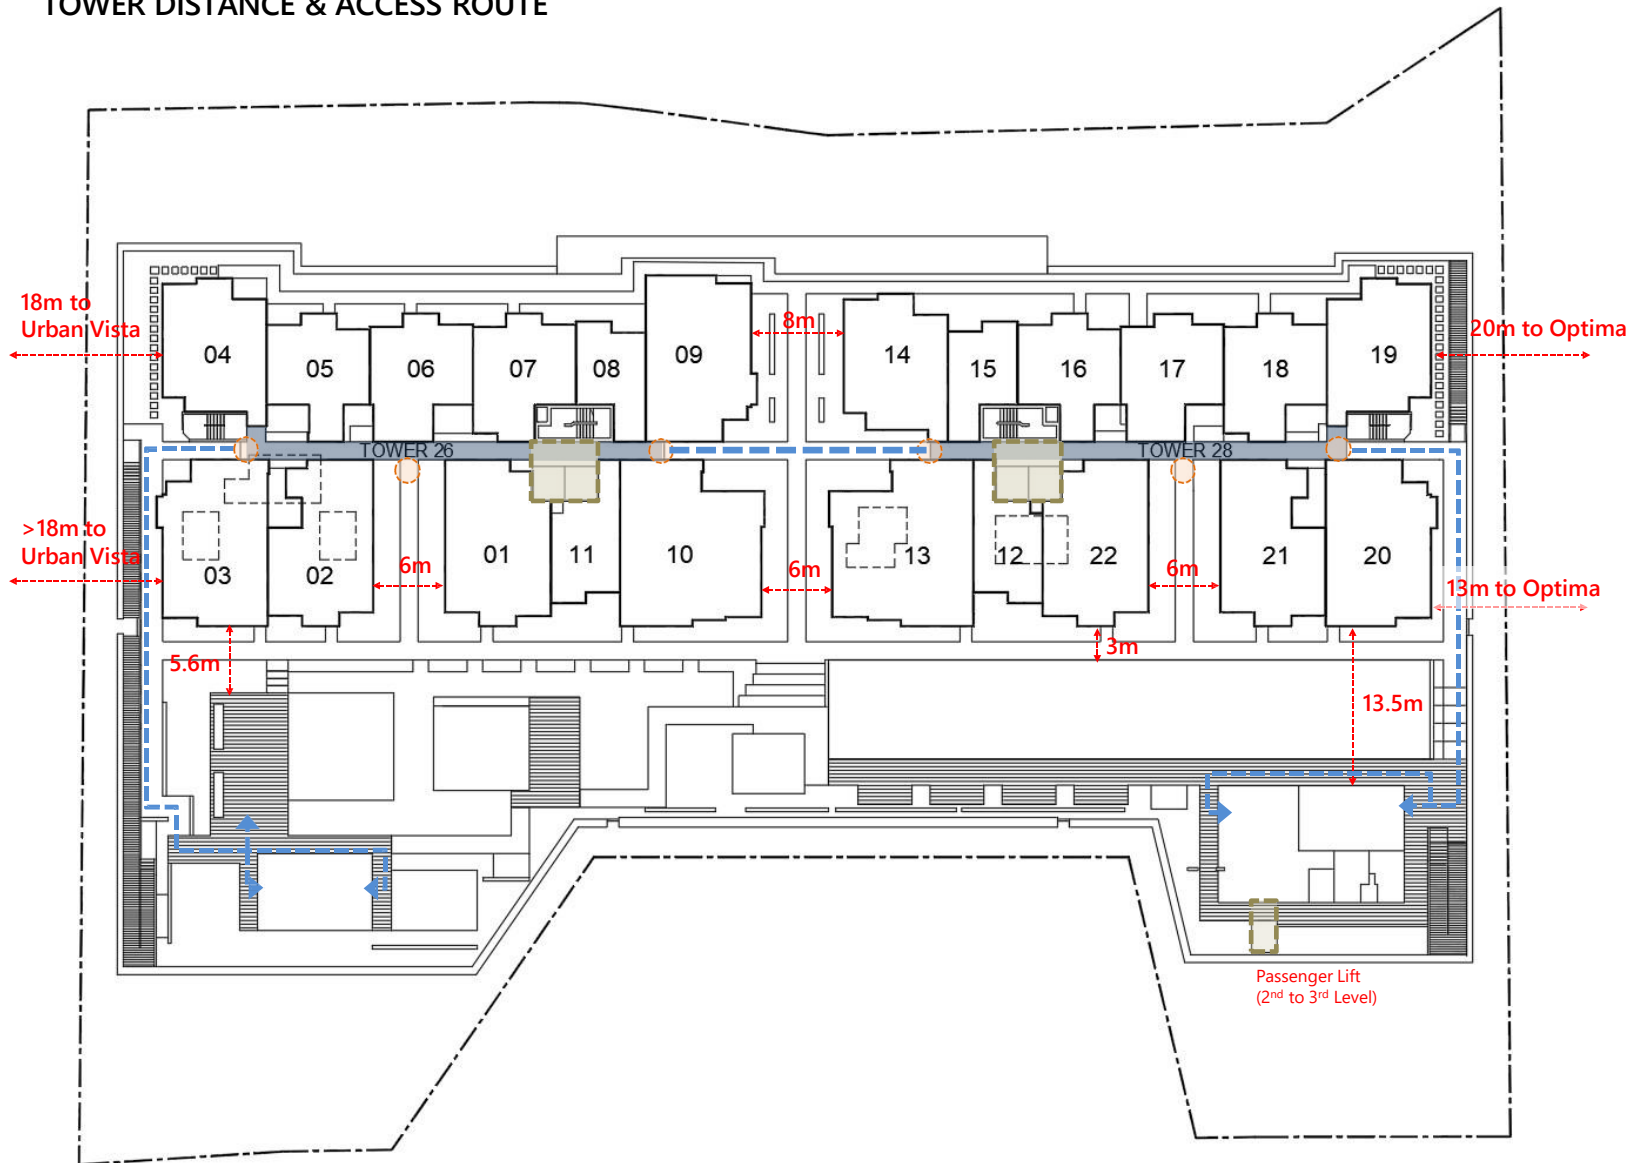 TOWER DISTANCE & ACCESS ROUTE
18m to
Urban Vista
04
05
06
07
08
09
8m
14
15
16
17
18
19
20m to Optima
TOWER 26
TOWER 28
>18m to
Urban Vista
03
02
6m
01
11
10
6m
13
12
22
6m
21
20
13m to Optima
5.6m
3m
13.5m
Passenger Lift
(2nd to 3rd Level)